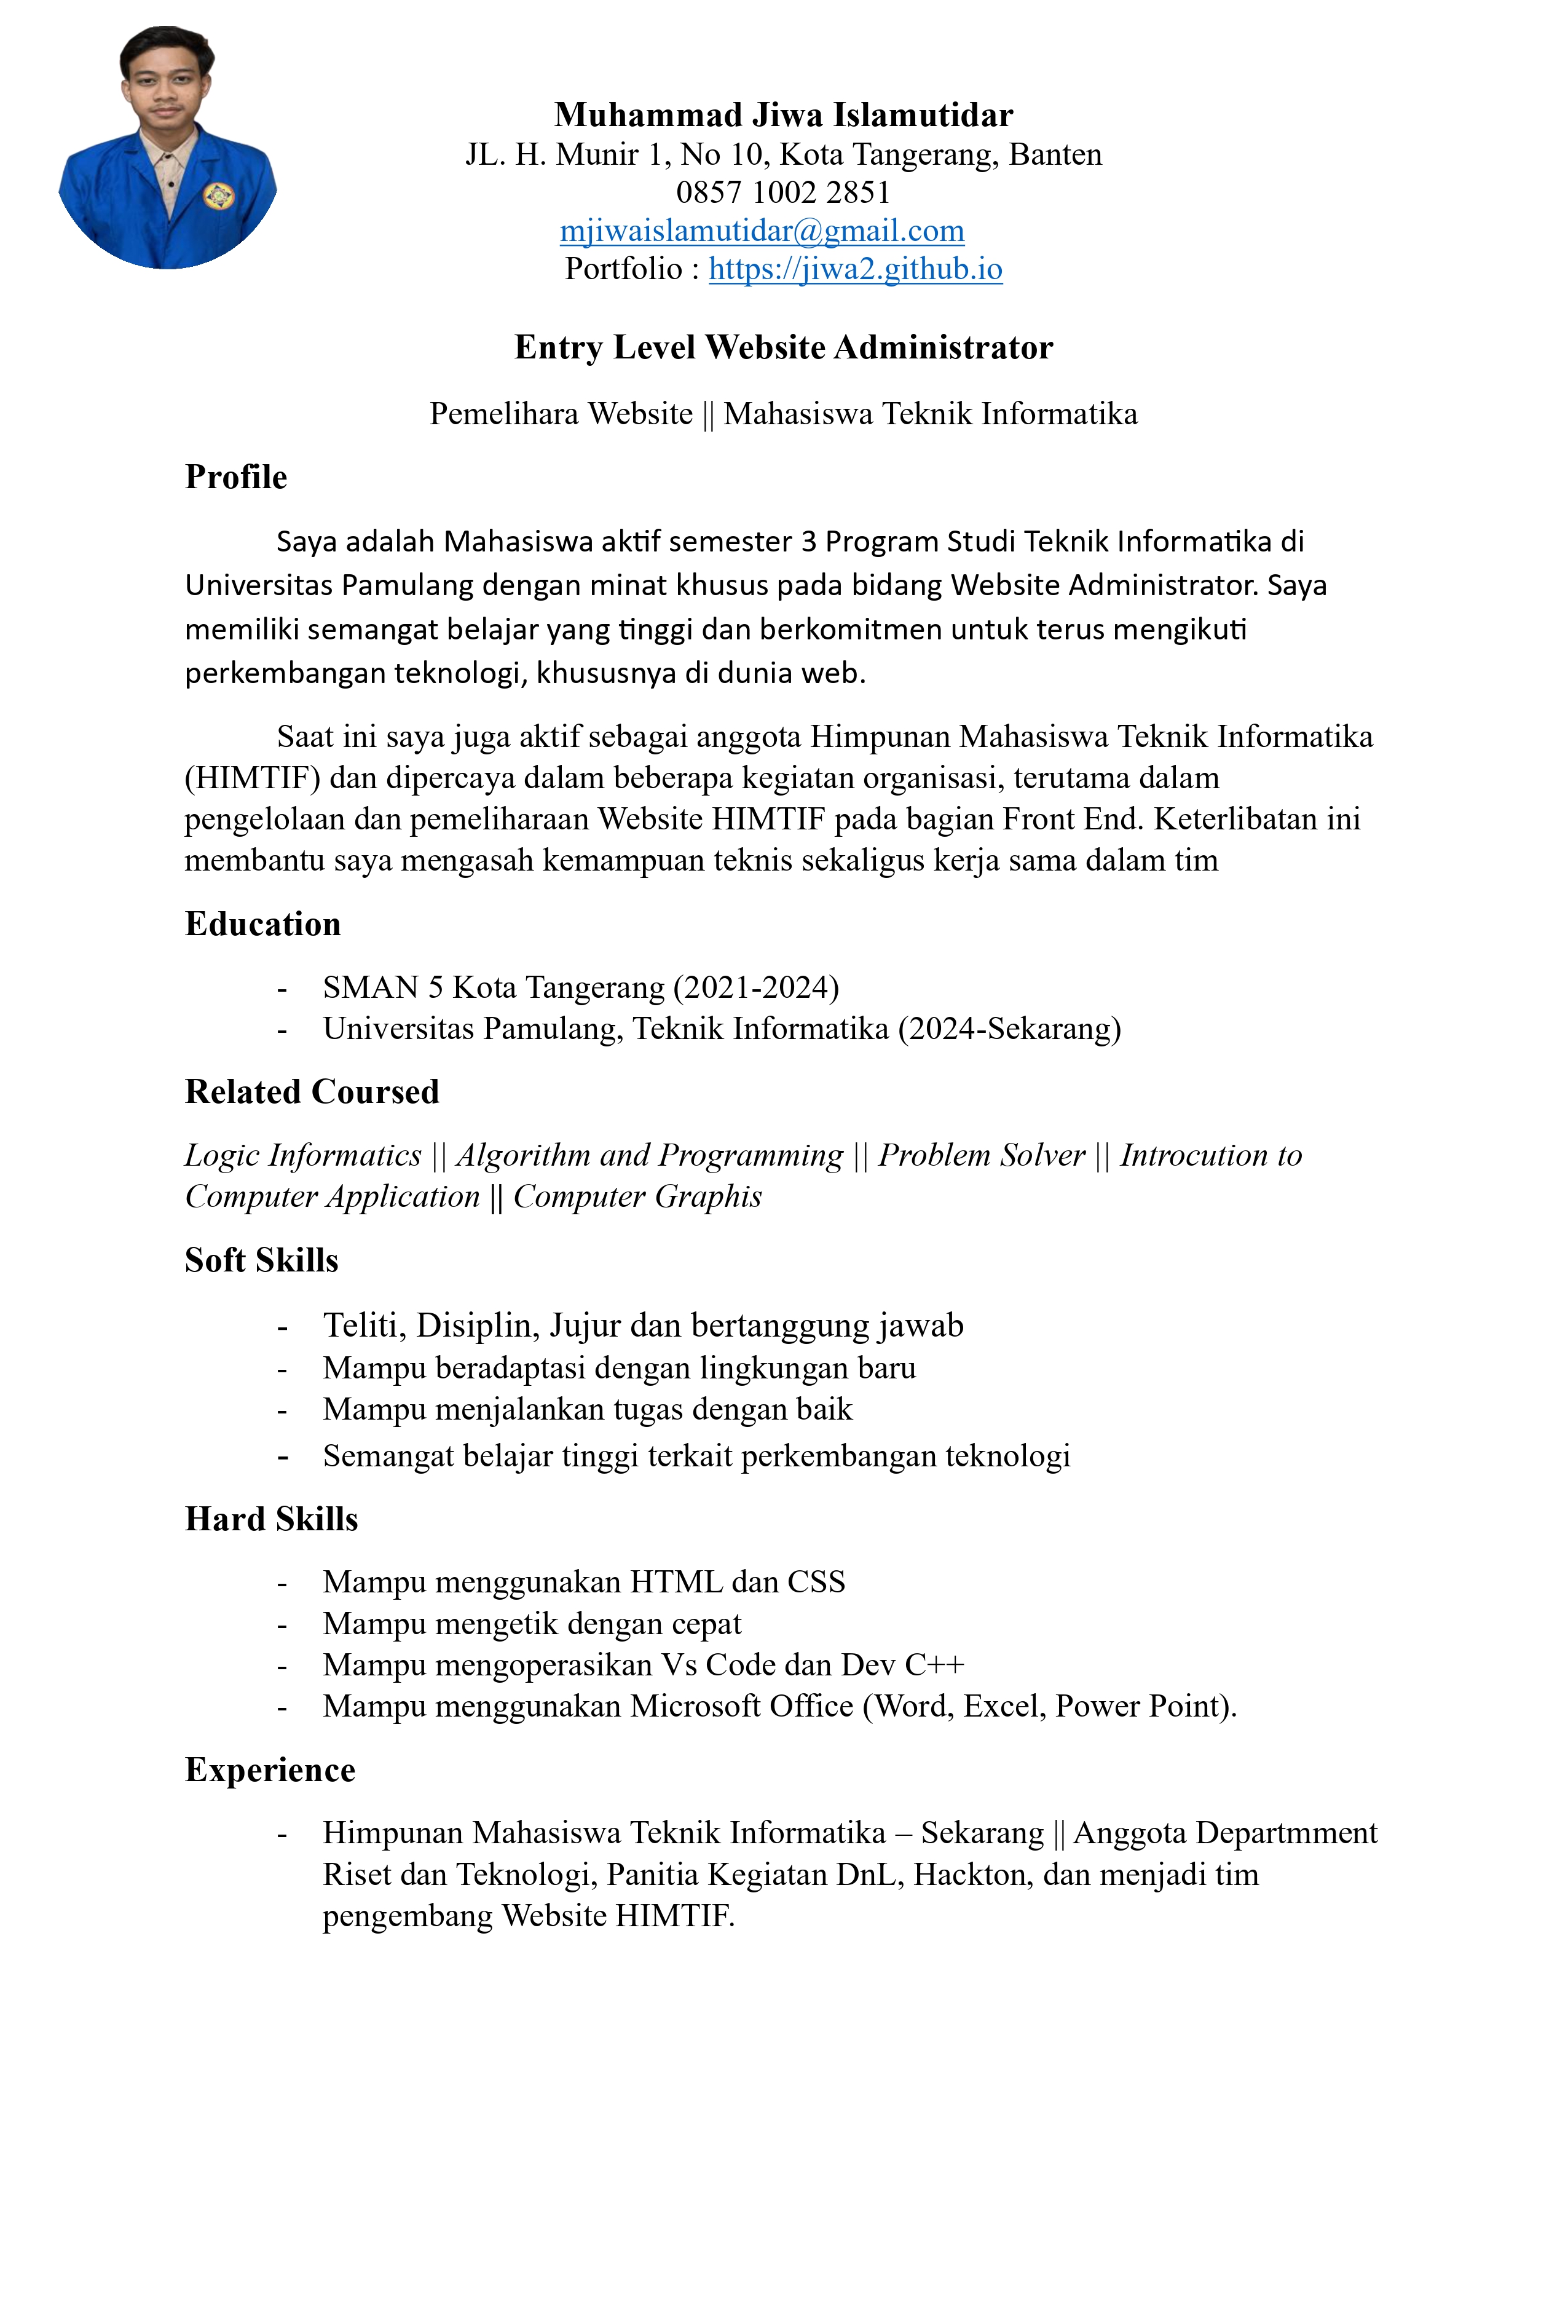 Muhammad Jiwa Islamutidar
JL. H. Munir 1, No 10, Kota Tangerang, Banten
0857 1002 2851
mjiwaislamutidar@gmail.com
Portfolio : https://jiwa2.github.io
Entry Level Website Administrator
Pemelihara Website || Mahasiswa Teknik Informatika
Profile
Saya adalah Mahasiswa aktif semester 3 Program Studi Teknik Informatika di
Universitas Pamulang dengan minat khusus pada bidang Website Administrator. Saya
memiliki semangat belajar yang tinggi dan berkomitmen untuk terus mengikuti
perkembangan teknologi, khususnya di dunia web.
Saat ini saya juga aktif sebagai anggota Himpunan Mahasiswa Teknik Informatika
(HIMTIF) dan dipercaya dalam beberapa kegiatan organisasi, terutama dalam
pengelolaan dan pemeliharaan Website HIMTIF pada bagian Front End. Keterlibatan ini
membantu saya mengasah kemampuan teknis sekaligus kerja sama dalam tim
Education
- SMAN 5 Kota Tangerang (2021-2024)
- Universitas Pamulang, Teknik Informatika (2024-Sekarang)
Related Coursed
Logic Informatics || Algorithm and Programming || Problem Solver || Introcution to
Computer Application || Computer Graphis
Soft Skills
- Teliti, Disiplin, Jujur dan bertanggung jawab
- Mampu beradaptasi dengan lingkungan baru
- Mampu menjalankan tugas dengan baik
- Semangat belajar tinggi terkait perkembangan teknologi
Hard Skills
- Mampu menggunakan HTML dan CSS
- Mampu mengetik dengan cepat
- Mampu mengoperasikan Vs Code dan Dev C++
- Mampu menggunakan Microsoft Office (Word, Excel, Power Point).
Experience
- Himpunan Mahasiswa Teknik Informatika – Sekarang || Anggota Departmment
Riset dan Teknologi, Panitia Kegiatan DnL, Hackton, dan menjadi tim
pengembang Website HIMTIF.